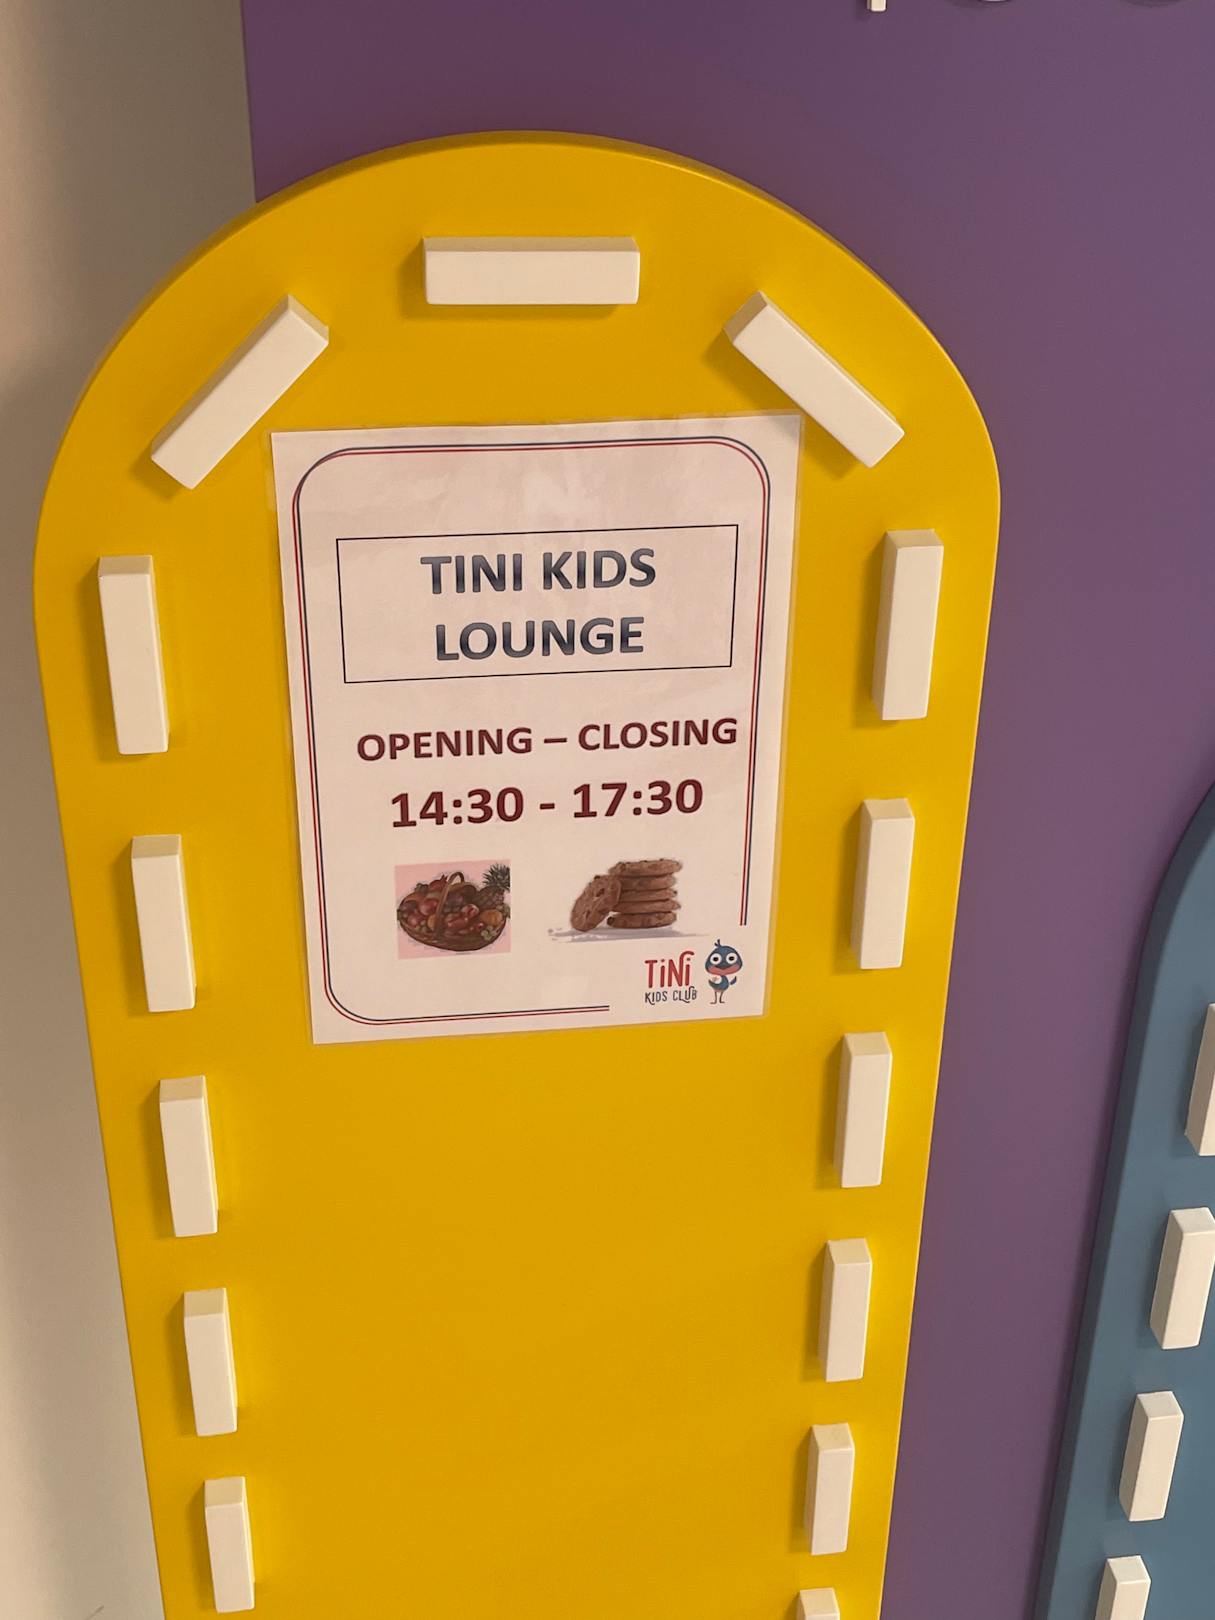 TINI KIDS
LOUNGE
OPENING – CLOSING
14:30 - 17:30
TiNi
KIDS CLUB